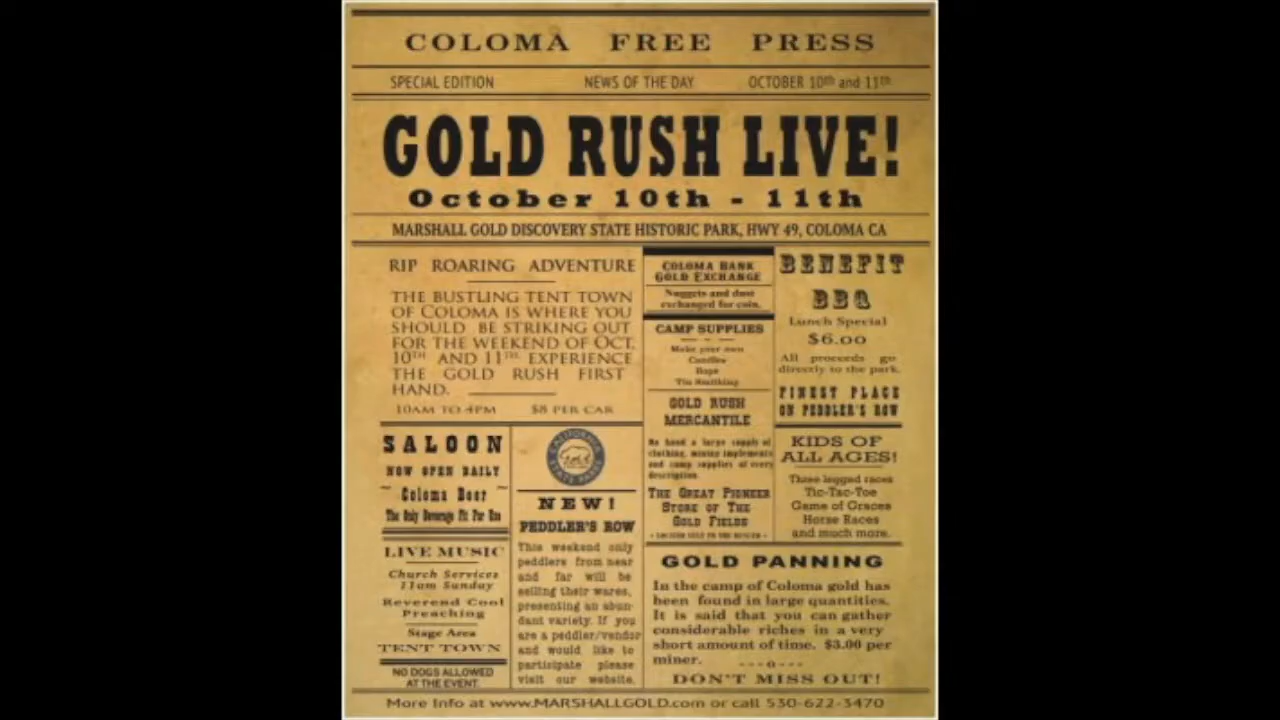 COLOMA FREE PRESS
SPECIAL EDITION NEWS OF THE DAY OCTOBER 10th and 11th
GOLD RUSH LIVE!
October 10th - 11th
MARSHALL GOLD DISCOVERY STATE HISTORIC PARK, HWY 49, COLOMA CA
RIP ROARING ADVENTURE
THE BUSTLING TENT TOWN
OF COLOMA IS WHERE YOU
SHOULD BE STRIKING OUT
FOR THE WEEKEND OF OCT.
10TH AND 11TH. EXPERIENCE
THE GOLD RUSH FIRST
HAND.
10AM TO 4PM $8 PER CAR
SALOON
NOW OPEN DAILY
~ Coloma Beer ~
The Only Beverage Fit For Use
LIVE MUSIC
Church Services
11am Sunday
Reverend Cool
Preaching
Stage Area
TENT TOWN
NO DOGS ALLOWED
AT THE EVENT.
CALIFORNIA
STATE PARKS
NEW!
PEDDLER'S ROW
This weekend only
peddlers from near
and far will be
selling their wares,
presenting an abun-
dant variety. If you
are a peddler/vendor
and would like to
participate please
visit our website.
COLOMA BANK
GOLD EXCHANGE
Nuggets and dust
exchanged for coin.
CAMP SUPPLIES
Make your own
Candles
Rope
Tin Smithing
GOLD RUSH
MERCANTILE
On hand a large supply of
clothing, mining implements
and camp supplies of every
description.
THE GREAT PIONEER
STORE OF THE
GOLD FIELDS
BENEFIT
BBQ
Lunch Special
$6.00
All proceeds go
directly to the park.
FINEST PLACE
ON PEDDLER'S ROW
KIDS OF
ALL AGES!
Three legged races
Tic-Tac-Toe
Game of Graces
Horse Races
and much more.
GOLD PANNING
In the camp of Coloma gold has
been found in large quantities.
It is said that you can gather
considerable riches in a very
short amount of time. $3.00 per
miner.
---o---
DON'T MISS OUT!
More Info at www.MARSHALLGOLD.com or call 530-622-3470